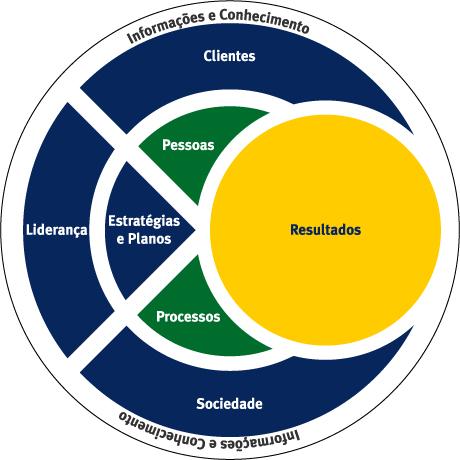 Informações e Conhecimento
Clientes
Pessoas
Liderança
Estratégias
e Planos
Resultados
Processos
Sociedade
Informações e Conhecimento